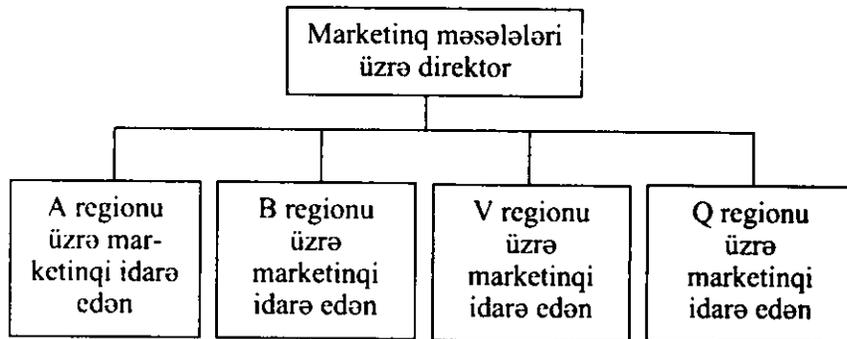 Marketinq məsələləri
üzrə direktor
A regionu
üzrə mar-
ketinqi idarə
edən
B regionu
üzrə
marketinqi
idarə edən
V regionu
üzrə
marketinqi
idarə edən
Q regionu
üzrə
marketinqi
idarə edən